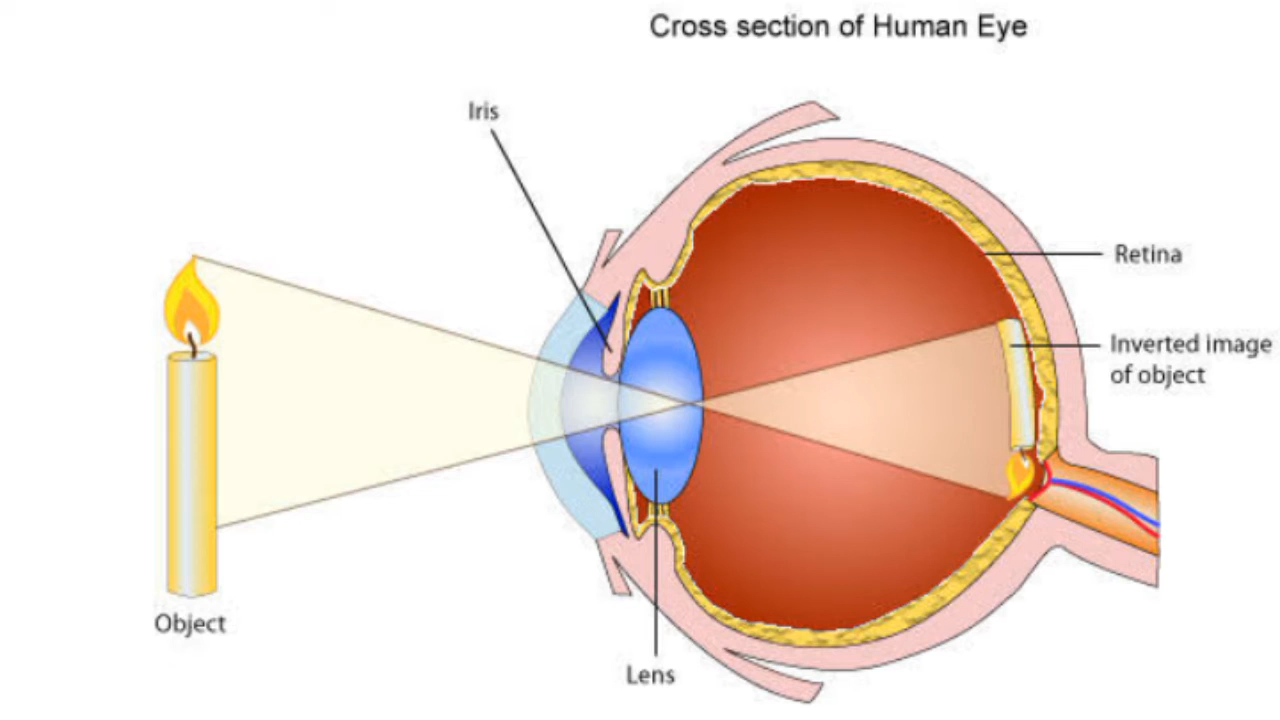 Cross section of Human Eye
Iris
Retina
Inverted image
of object
Object
Lens